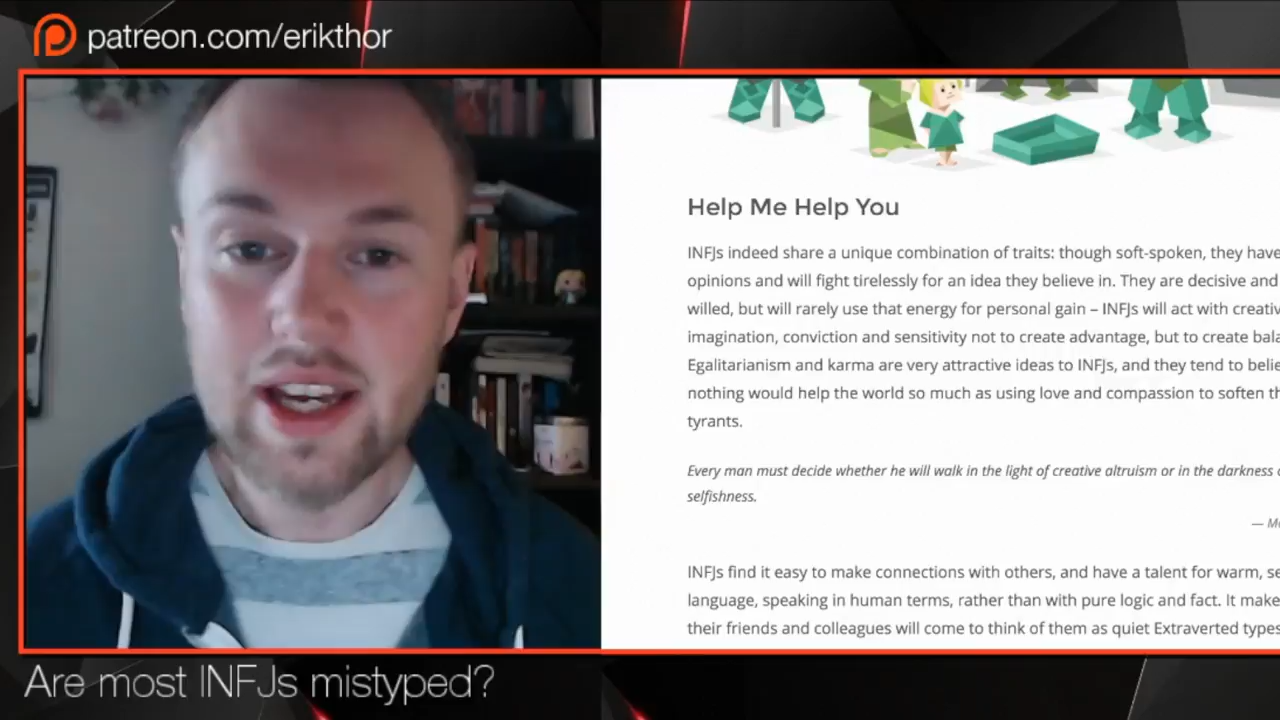 patreon.com/erikthor
Help Me Help You
INFJs indeed share a unique combination of traits: though soft-spoken, they have
opinions and will fight tirelessly for an idea they believe in. They are decisive and
willed, but will rarely use that energy for personal gain – INFJs will act with creativ
imagination, conviction and sensitivity not to create advantage, but to create bala
Egalitarianism and karma are very attractive ideas to INFJs, and they tend to belie
nothing would help the world so much as using love and compassion to soften th
tyrants.
Every man must decide whether he will walk in the light of creative altruism or in the darkness
selfishness.
INFJs find it easy to make connections with others, and have a talent for warm, se
language, speaking in human terms, rather than with pure logic and fact. It make
their friends and colleagues will come to think of them as quiet Extraverted types
Are most INFJs mistyped?